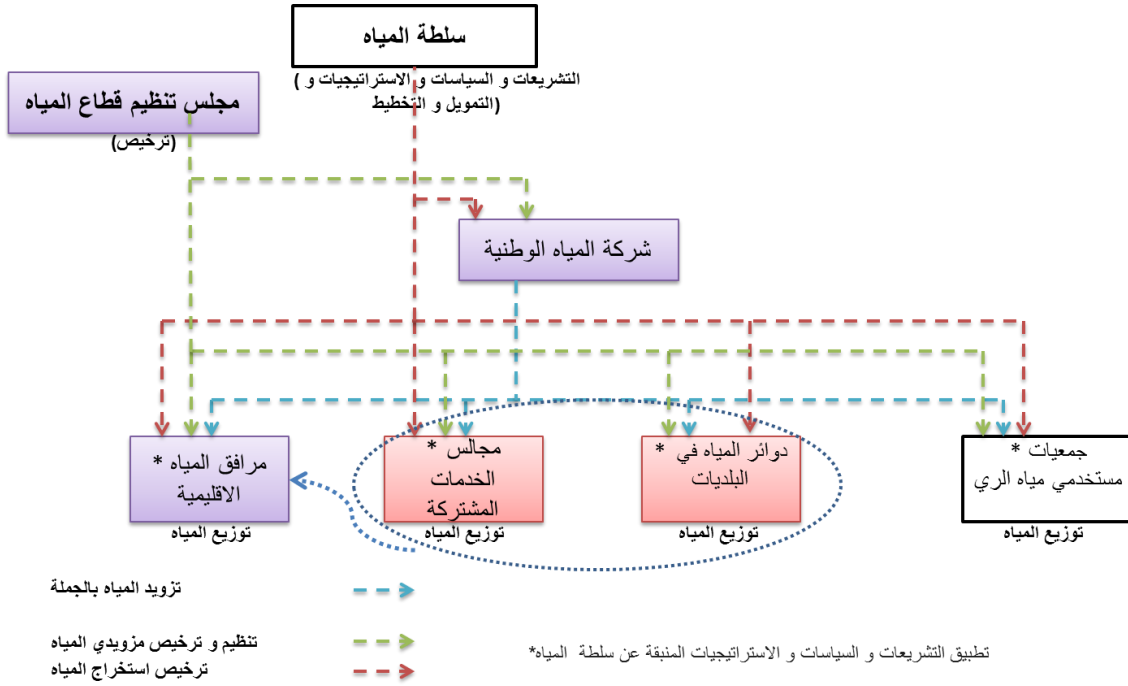 سلطة المياه
(التشريعات و السياسات و الاستراتيجيات و
التمويل و التخطيط)
مجلس تنظيم قطاع المياه
(ترخيص)
شركة المياه الوطنية
جمعيات *
مستخدمي مياه الري
توزيع المياه
دوائر المياه في *
البلديات
توزيع المياه
مجالس *
الخدمات
المشتركة
توزيع المياه
مرافق المياه *
الاقليمية
توزيع المياه
تزويد المياه بالجملة
تنظيم و ترخيص مزويدي المياه
ترخيص استخراج المياه
تطبيق التشريعات و السياسات و الاستراتيجيات المنبقة عن سلطة المياه*